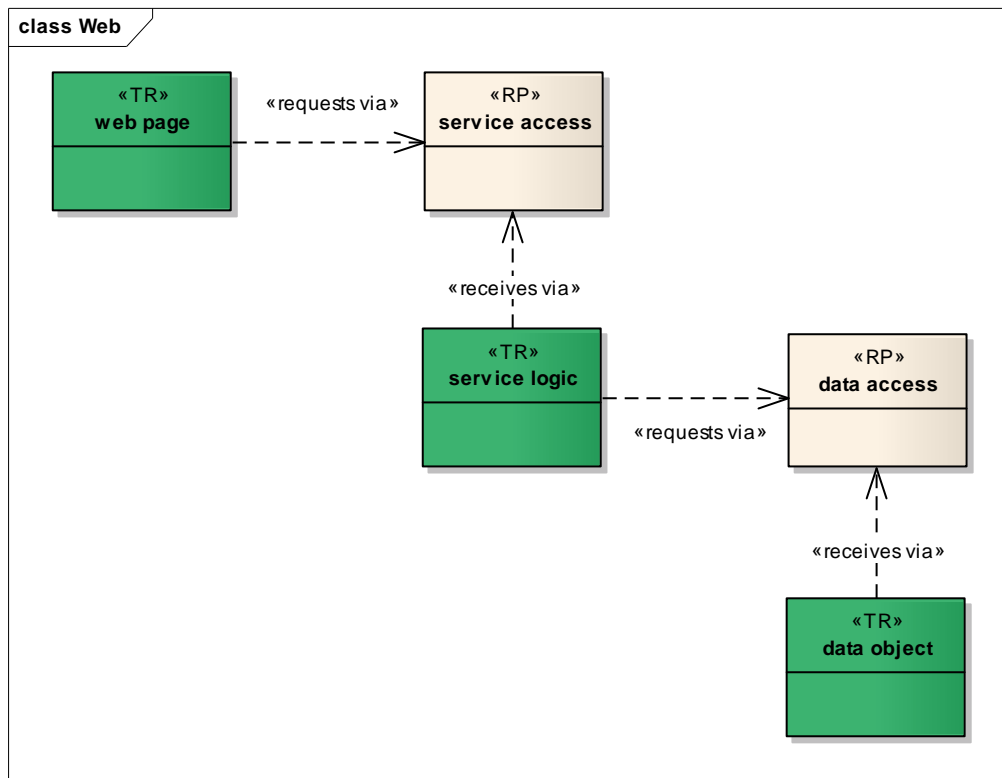 class Web
«TR»
web page
«requests via»
«RP»
service access
«receives via»
«TR»
service logic
«requests via»
«RP»
data access
«receives via»
«TR»
data object